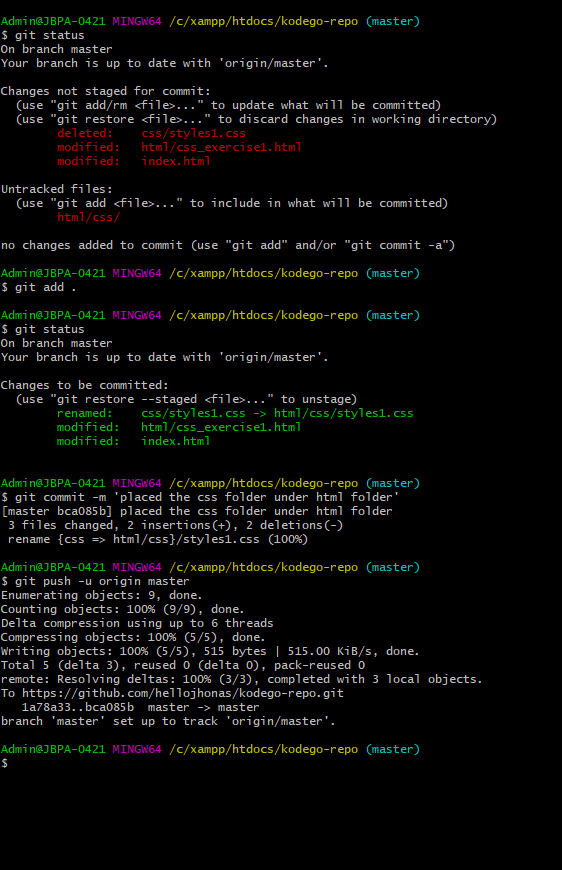 Admin@JBPA-0421 MINGW64 /c/xampp/htdocs/kodego-repo (master)
$ git status
On branch master
Your branch is up to date with 'origin/master'.
Changes not staged for commit:
  (use "git add/rm <file>..." to update what will be committed)
  (use "git restore <file>..." to discard changes in working directory)
        deleted:    css/styles1.css
        modified:   html/css_exercise1.html
        modified:   index.html
Untracked files:
  (use "git add <file>..." to include in what will be committed)
        html/css/
no changes added to commit (use "git add" and/or "git commit -a")
Admin@JBPA-0421 MINGW64 /c/xampp/htdocs/kodego-repo (master)
$ git add .
Admin@JBPA-0421 MINGW64 /c/xampp/htdocs/kodego-repo (master)
$ git status
On branch master
Your branch is up to date with 'origin/master'.
Changes to be committed:
  (use "git restore --staged <file>..." to unstage)
        renamed:    css/styles1.css -> html/css/styles1.css
        modified:   html/css_exercise1.html
        modified:   index.html
Admin@JBPA-0421 MINGW64 /c/xampp/htdocs/kodego-repo (master)
$ git commit -m 'placed the css folder under html folder'
[master bca085b] placed the css folder under html folder
 3 files changed, 2 insertions(+), 2 deletions(-)
 rename {css => html/css}/styles1.css (100%)
Admin@JBPA-0421 MINGW64 /c/xampp/htdocs/kodego-repo (master)
$ git push -u origin master
Enumerating objects: 9, done.
Counting objects: 100% (9/9), done.
Delta compression using up to 6 threads
Compressing objects: 100% (5/5), done.
Writing objects: 100% (5/5), 515 bytes | 515.00 KiB/s, done.
Total 5 (delta 3), reused 0 (delta 0), pack-reused 0
remote: Resolving deltas: 100% (3/3), completed with 3 local objects.
To https://github.com/hellojhonas/kodego-repo.git
   1a78a33..bca085b  master -> master
branch 'master' set up to track 'origin/master'.
Admin@JBPA-0421 MINGW64 /c/xampp/htdocs/kodego-repo (master)
$